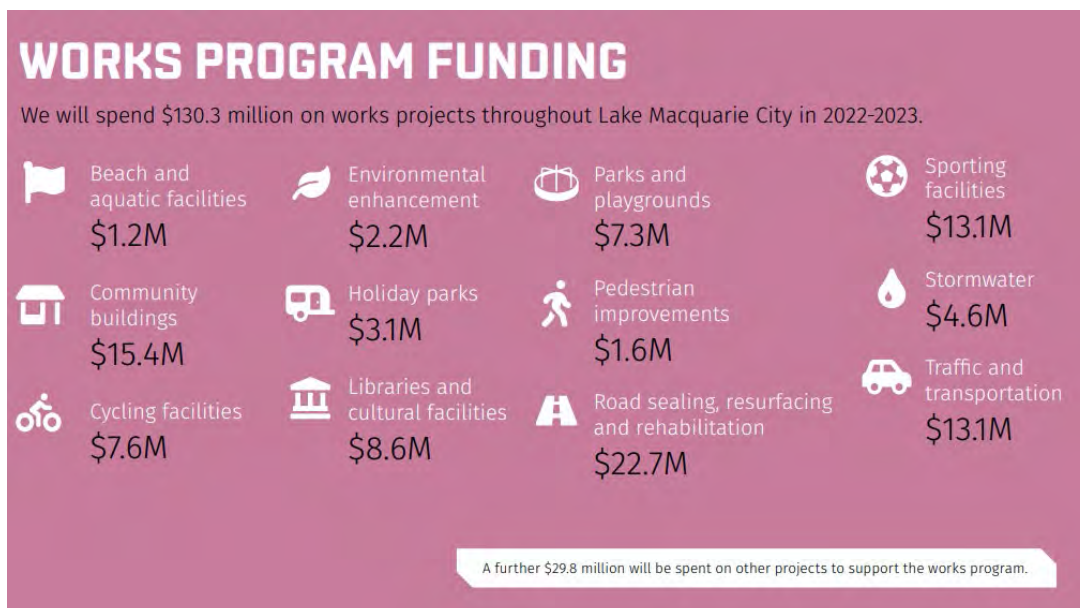 WORKS PROGRAM FUNDING
We will spend $130.3 million on works projects throughout Lake Macquarie City in 2022-2023.
Beach and
aquatic facilities
$1.2M
Community
buildings
$15.4M
Cycling facilities
$7.6M
Environmental
enhancement
$2.2M
Holiday parks
$3.1M
Libraries and
cultural facilities
$8.6M
Parks and
playgrounds
$7.3M
Pedestrian
improvements
$1.6M
Road sealing, resurfacing
and rehabilitation
$22.7M
Sporting
facilities
$13.1M
Stormwater
$4.6M
Traffic and
transportation
$13.1M
A further $29.8 million will be spent on other projects to support the works program.